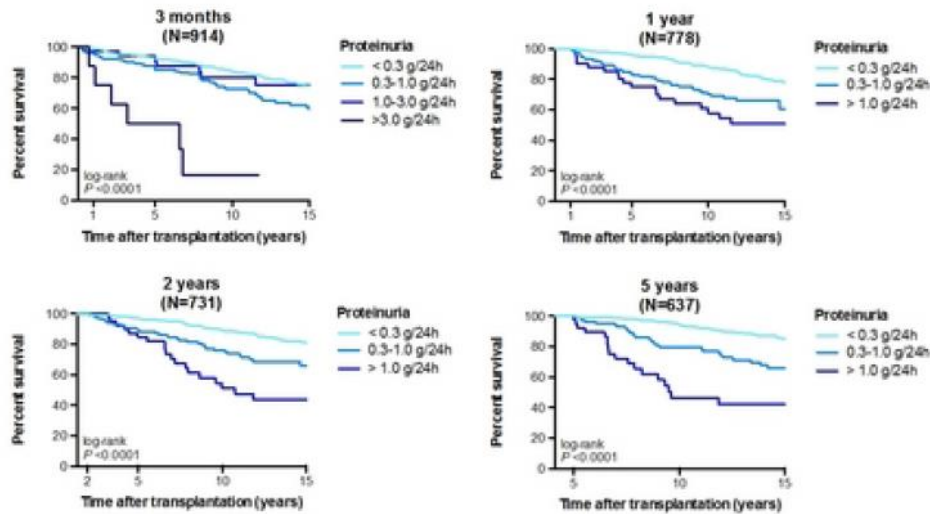 3 months
(N=914)
Percent survival
100
80
60
40
20
0
log-rank
P <0.0001
1
5
10
15
Time after transplantation (years)
Proteinuria
< 0.3 g/24h
0.3-1.0 g/24h
1.0-3.0 g/24h
>3.0 g/24h
1 year
(N=778)
Percent survival
100
80
60
40
20
0
log-rank
P <0.0001
1
5
10
15
Time after transplantation (years)
Proteinuria
< 0.3 g/24h
0.3-1.0 g/24h
> 1.0 g/24h
2 years
(N=731)
Percent survival
100
80
60
40
20
0
log-rank
P <0.0001
2
5
10
15
Time after transplantation (years)
Proteinuria
< 0.3 g/24h
0.3-1.0 g/24h
> 1.0 g/24h
5 years
(N=637)
Percent survival
100
80
60
40
20
0
log-rank
P <0.0001
5
10
15
Time after transplantation (years)
Proteinuria
< 0.3 g/24h
0.3-1.0 g/24h
> 1.0 g/24h